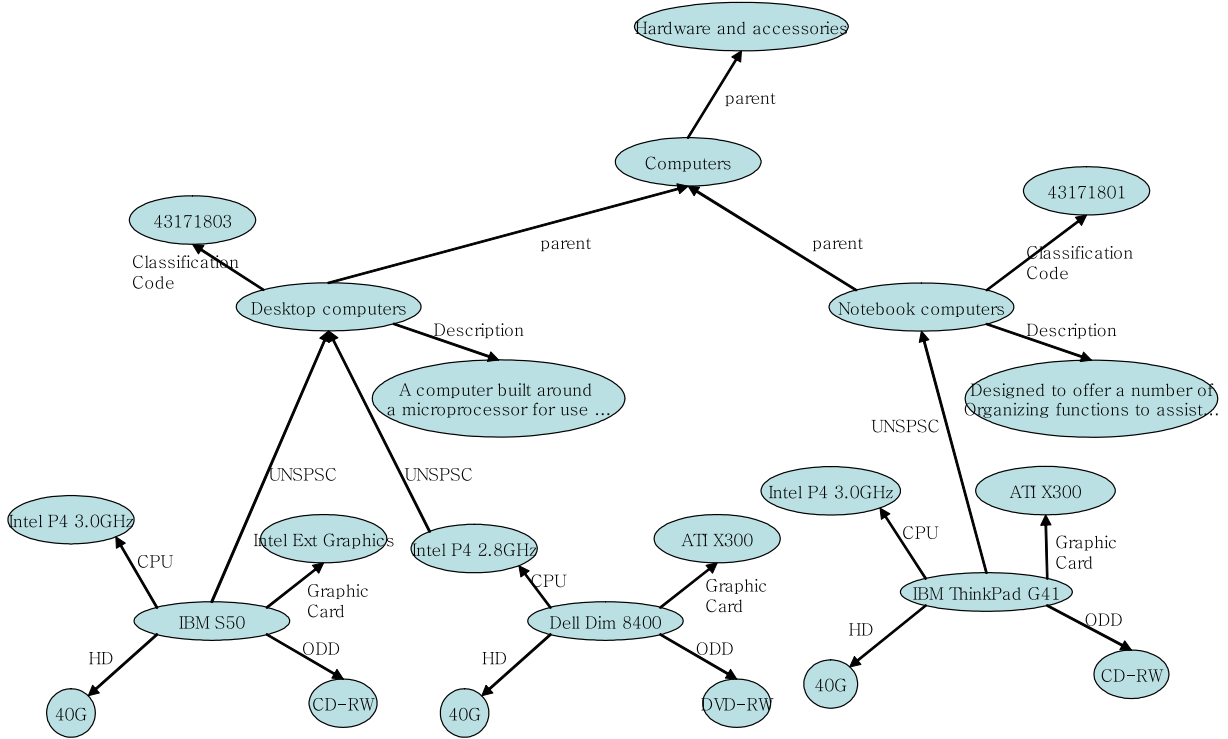 Hardware and accessories
parent
Computers
43171803
43171801
Classification
Code
parent
parent
Classification
Code
Desktop computers
Notebook computers
Description
Description
A computer built around
a microprocessor for use ...
Designed to offer a number of
Organizing functions to assist...
UNSPSC
UNSPSC
UNSPSC
Intel P4 3.0GHz
Intel Ext Graphics
Intel P4 2.8GHz
ATI X300
Intel P4 3.0GHz
ATI X300
CPU
Graphic
Card
CPU
Graphic
Card
CPU
Graphic
Card
IBM S50
Dell Dim 8400
IBM ThinkPad G41
HD
ODD
HD
ODD
HD
ODD
40G
CD-RW
40G
DVD-RW
40G
CD-RW